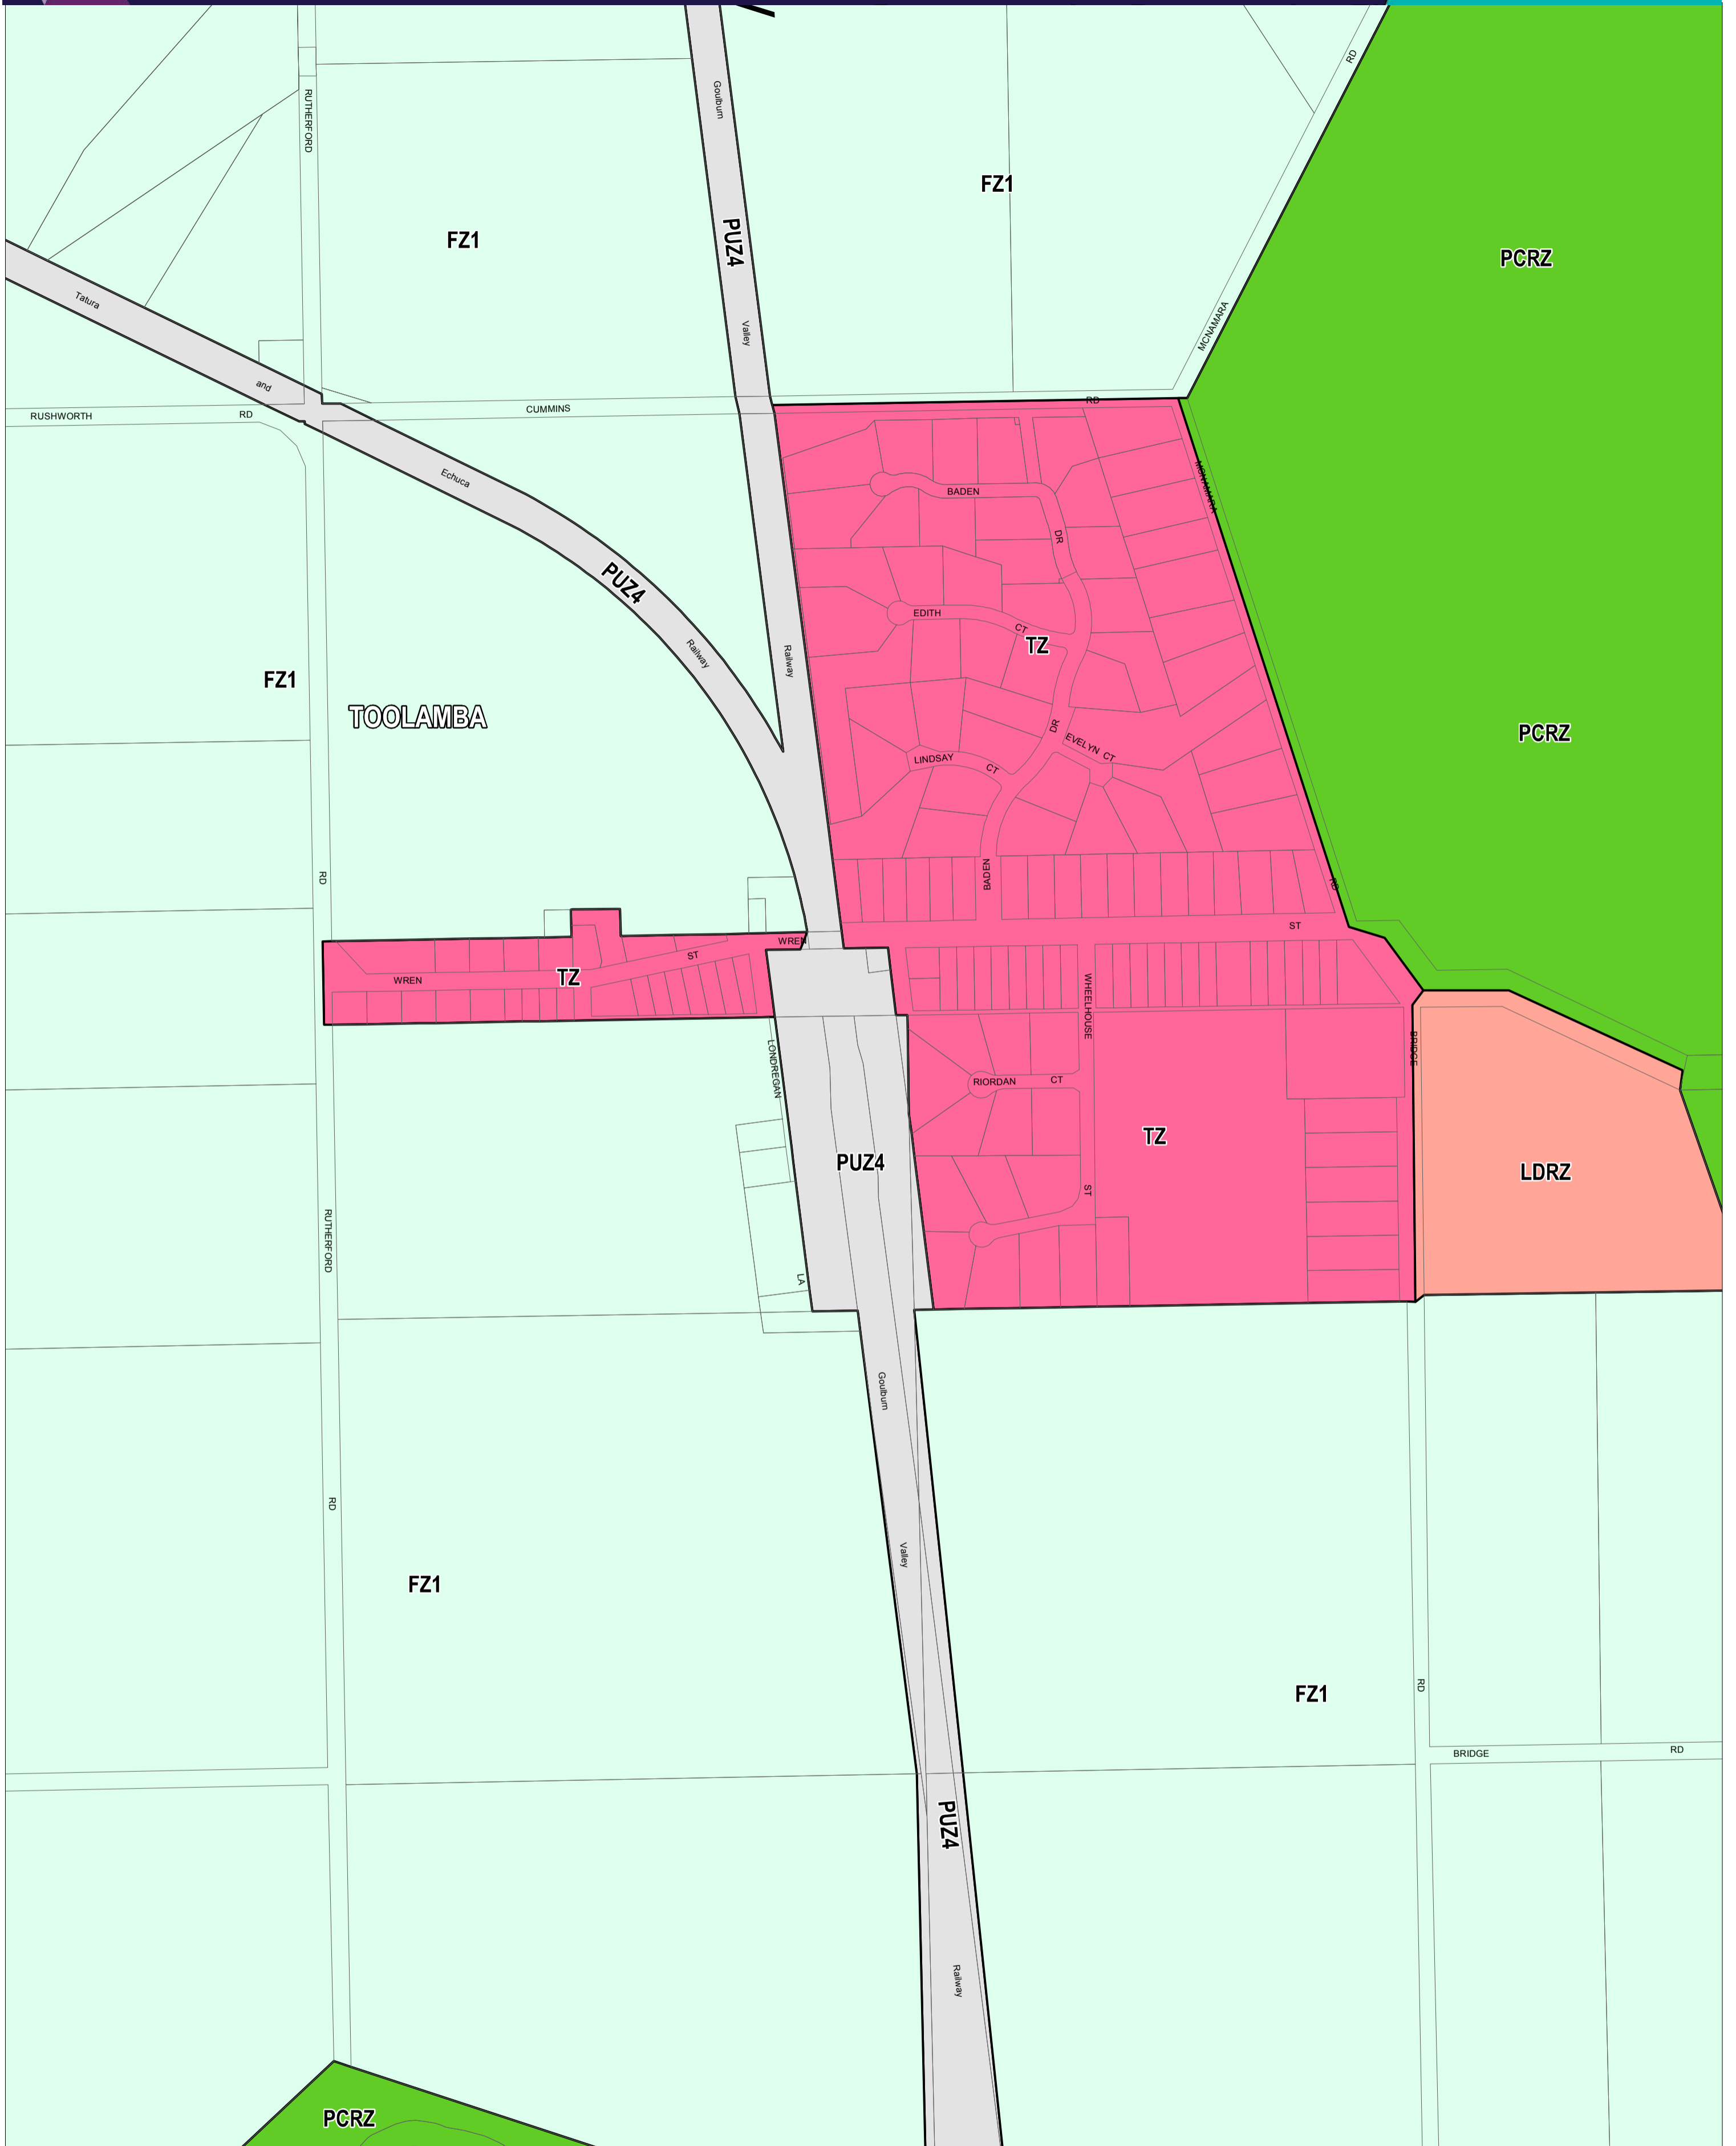 RD
RUTHERFORD
Goulburn
FZ1
PUZ4
FZ1
PCRZ
Tatura
Valley
MCNAMARA
and
RUSHWORTH
RD
CUMMINS
RD
Echuca
MCNAMARA
BADEN
DR
PUZ4
EDITH
CT
TZ
Railway
Railway
FZ1
TOOLAMBA
DR
EVELYN CT
PCRZ
LINDSAY
CT
RD
BADEN
RD
ST
WREN
ST
WREN
TZ
WHEELHOUSE
BRIDGE
LONDREGAN
RIORDAN
CT
TZ
PUZ4
LDRZ
ST
RUTHERFORD
LA
Goulburn
RD
Valley
FZ1
FZ1
RD
BRIDGE
RD
PUZ4
Railway
PCRZ